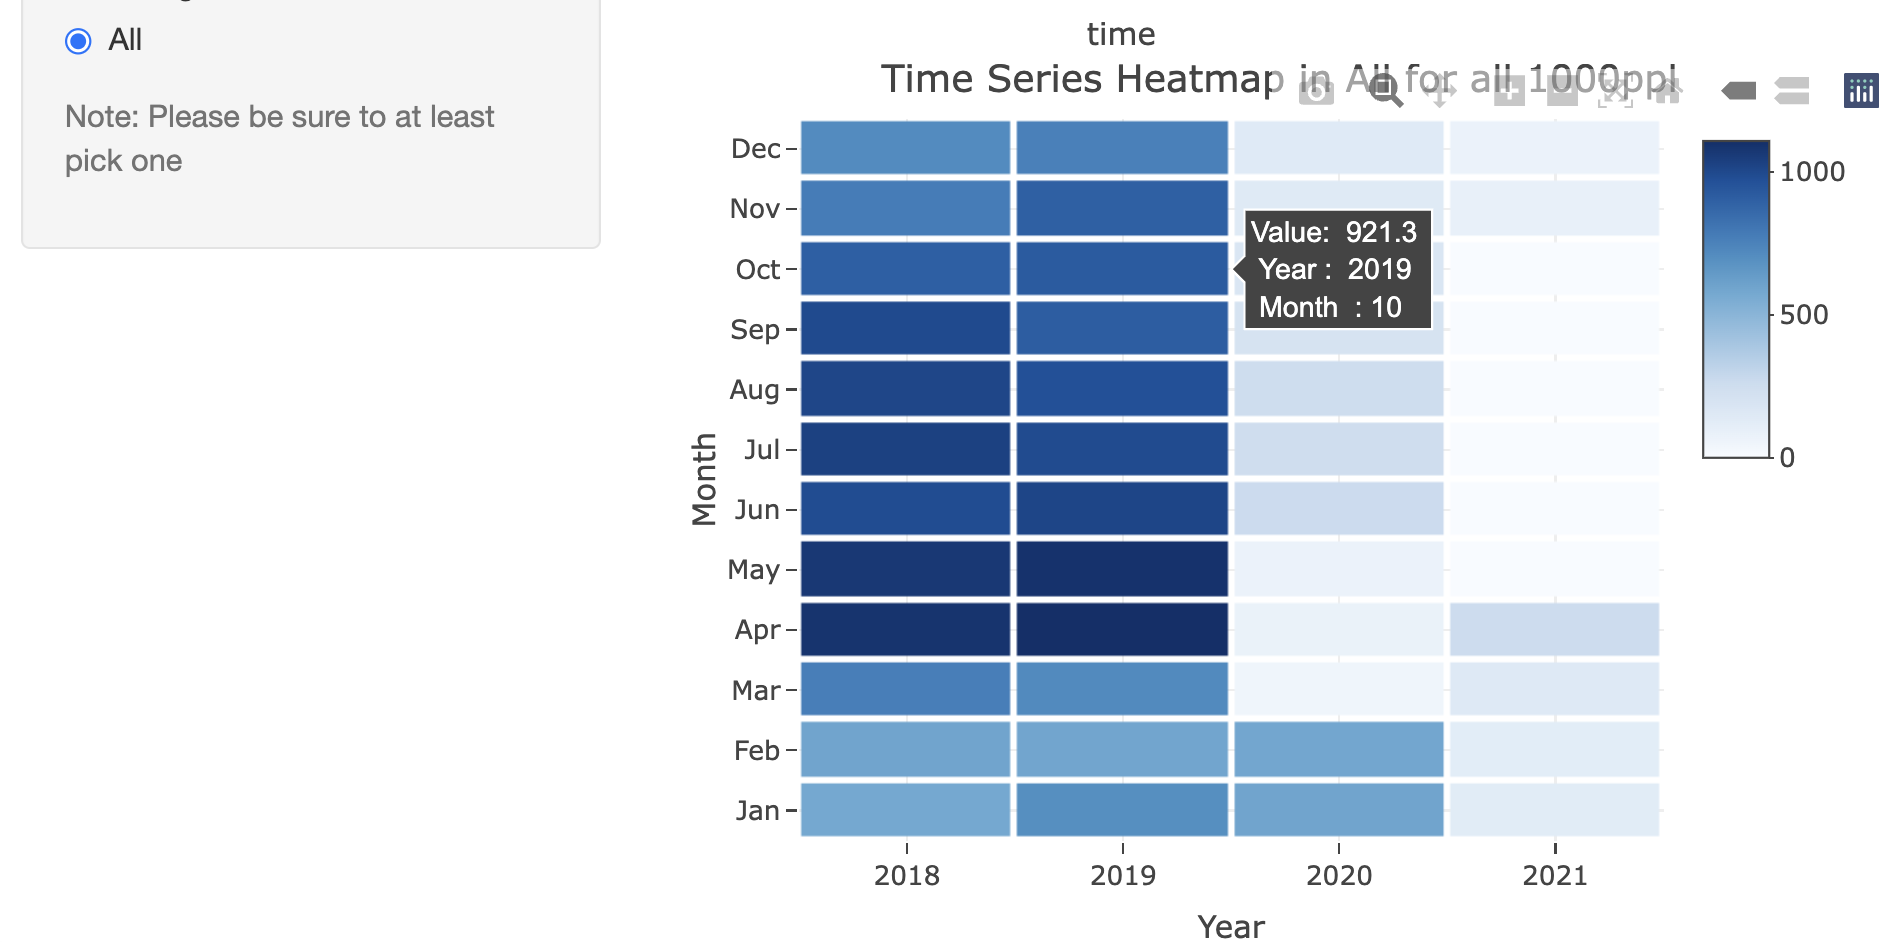 All
Note: Please be sure to at least
pick one
time
Time Series Heatmap in All for all 1000ppl
Dec
Nov
Oct
Sep
Aug
Jul
Jun
May
Apr
Mar
Feb
Jan
Month
2018
2019
2020
2021
Year
Value: 921.3
Year : 2019
Month : 10
1000
500
0